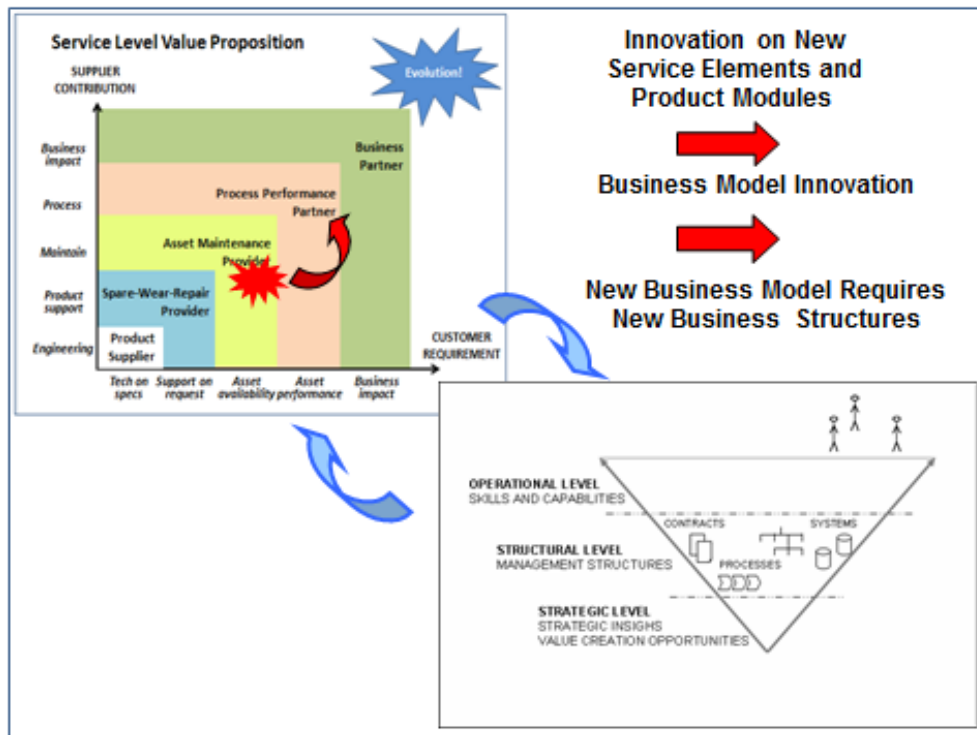 Service Level Value Proposition
SUPPLIER
CONTRIBUTION
Evolution!
Business
impact
Process
Maintain
Product
support
Engineering
Business
Partner
Process Performance
Partner
Asset Maintenance
Provider
Spare-Wear-Repair
Provider
Product
Supplier
CUSTOMER
REQUIREMENT
Tech on
specs
Support on
request
Asset
availability
Asset
performance
Business
impact
Innovation on New
Service Elements and
Product Modules
Business Model Innovation
New Business Model Requires
New Business Structures
OPERATIONAL LEVEL
SKILLS AND CAPABILITIES
CONTRACTS
SYSTEMS
STRUCTURAL LEVEL
MANAGEMENT STRUCTURES
PROCESSES
STRATEGIC LEVEL
STRATEGIC INSIGHS
VALUE CREATION OPPORTUNITIES